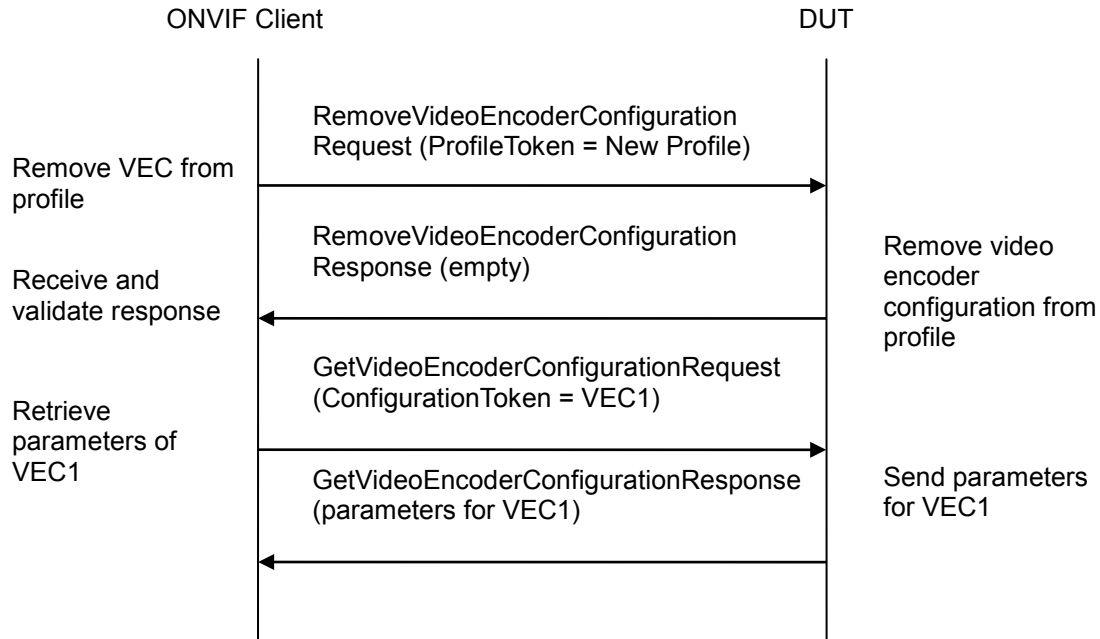 ONVIF Client
DUT
RemoveVideoEncoderConfiguration
Request (ProfileToken = New Profile)
Remove VEC from
profile
RemoveVideoEncoderConfiguration
Response (empty)
Remove video
encoder
configuration from
profile
Receive and
validate response
GetVideoEncoderConfigurationRequest
(ConfigurationToken = VEC1)
Retrieve
parameters of
VEC1
GetVideoEncoderConfigurationResponse
(parameters for VEC1)
Send parameters
for VEC1